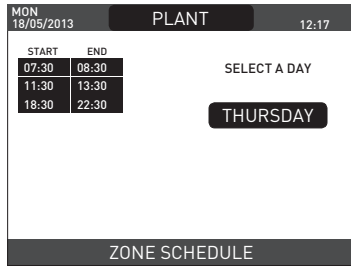 MON
18/05/2013
PLANT
12:17
START END
07:30 08:30
11:30 13:30
18:30 22:30
SELECT A DAY
THURSDAY
ZONE SCHEDULE